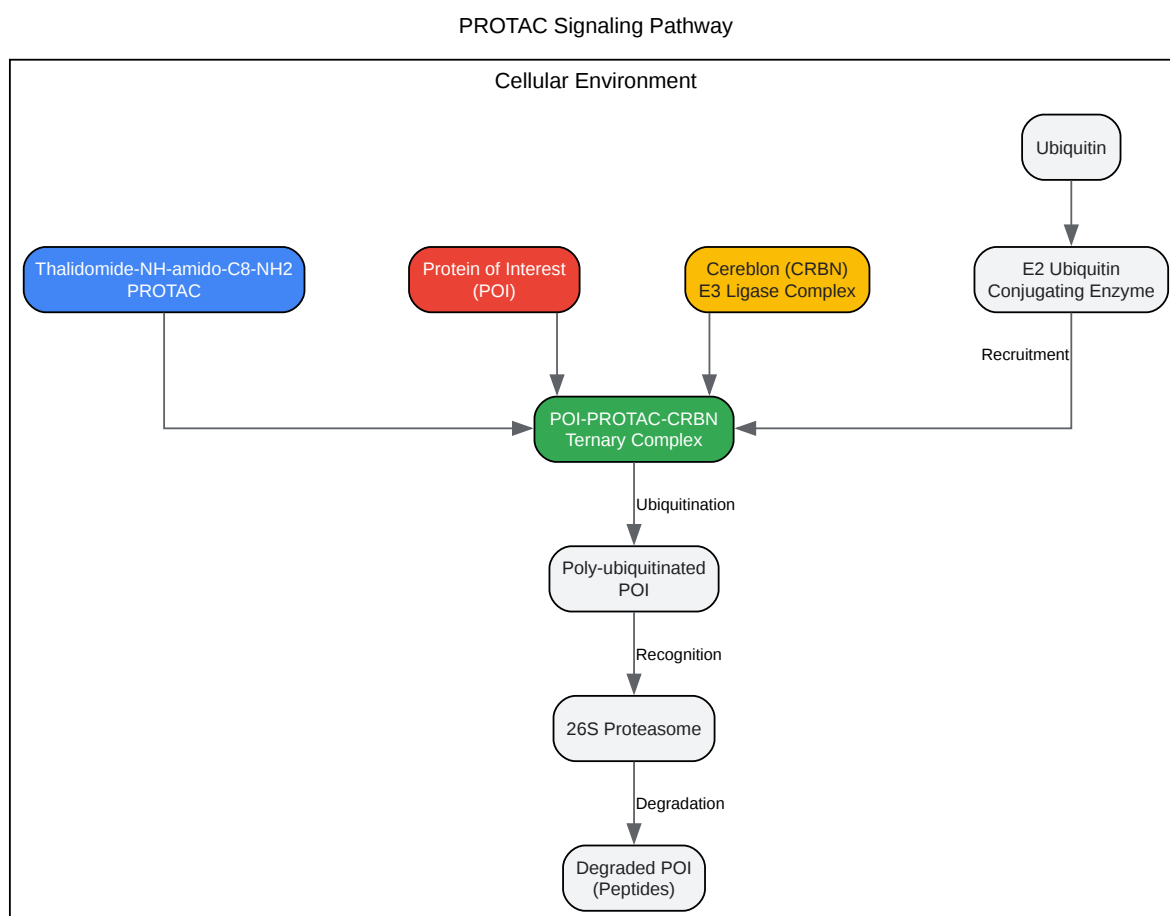 PROTAC Signaling Pathway
Cellular Environment
Ubiquitin
Thalidomide-NH-amido-C8-NH2
PROTAC
Protein of Interest
(POI)
Cereblon (CRBN)
E3 Ligase Complex
E2 Ubiquitin
Conjugating Enzyme
Recruitment
POI-PROTAC-CRBN
Ternary Complex
Ubiquitination
Poly-ubiquitinated
POI
Recognition
26S Proteasome
Degradation
Degraded POI
(Peptides)